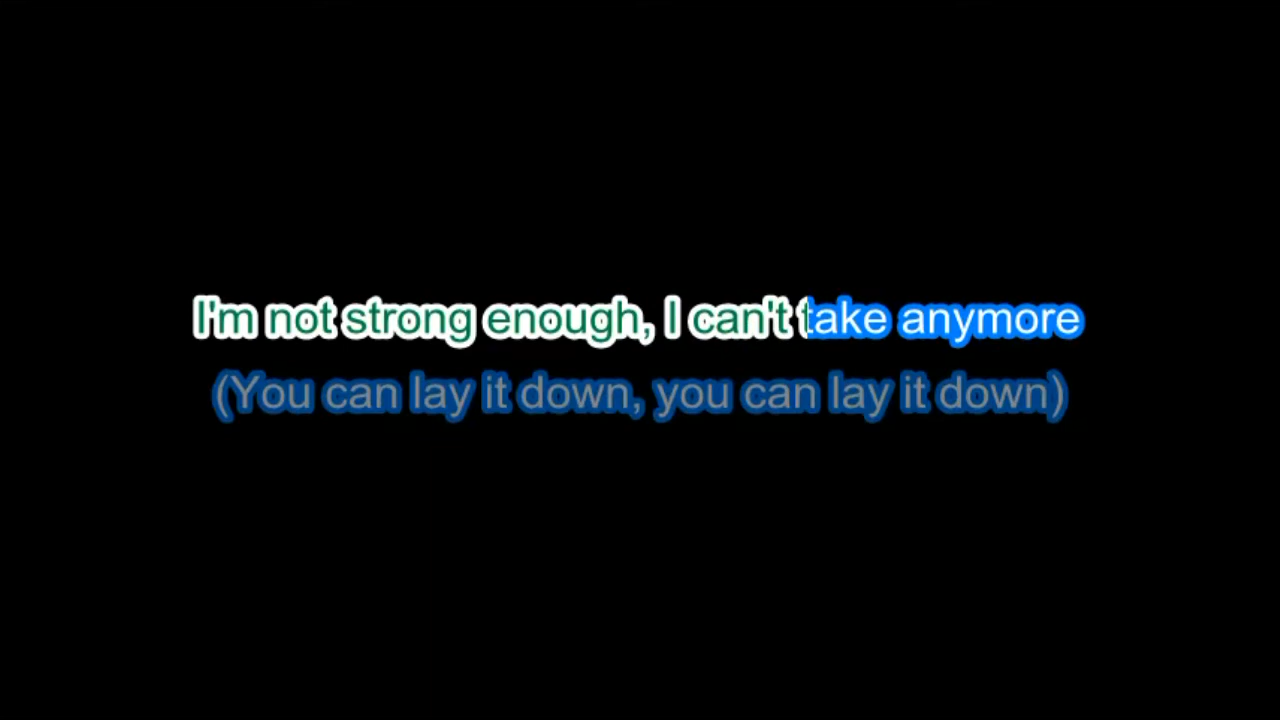 I'm not strong enough, I can't take anymore
(You can lay it down, you can lay it down)